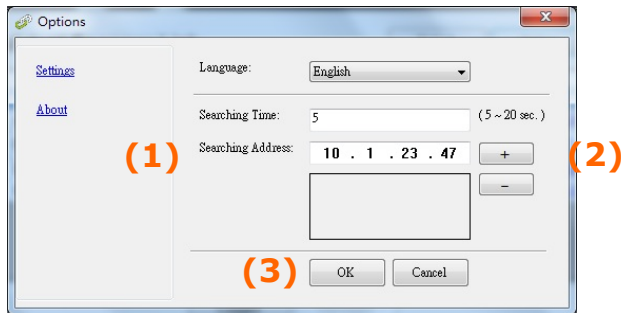 Options
Settings
About
Language: English
Searching Time: 5 (5~20 sec.)
(1) Searching Address: 10 . 1 . 23 . 47 + (2)
-
(3) OK Cancel